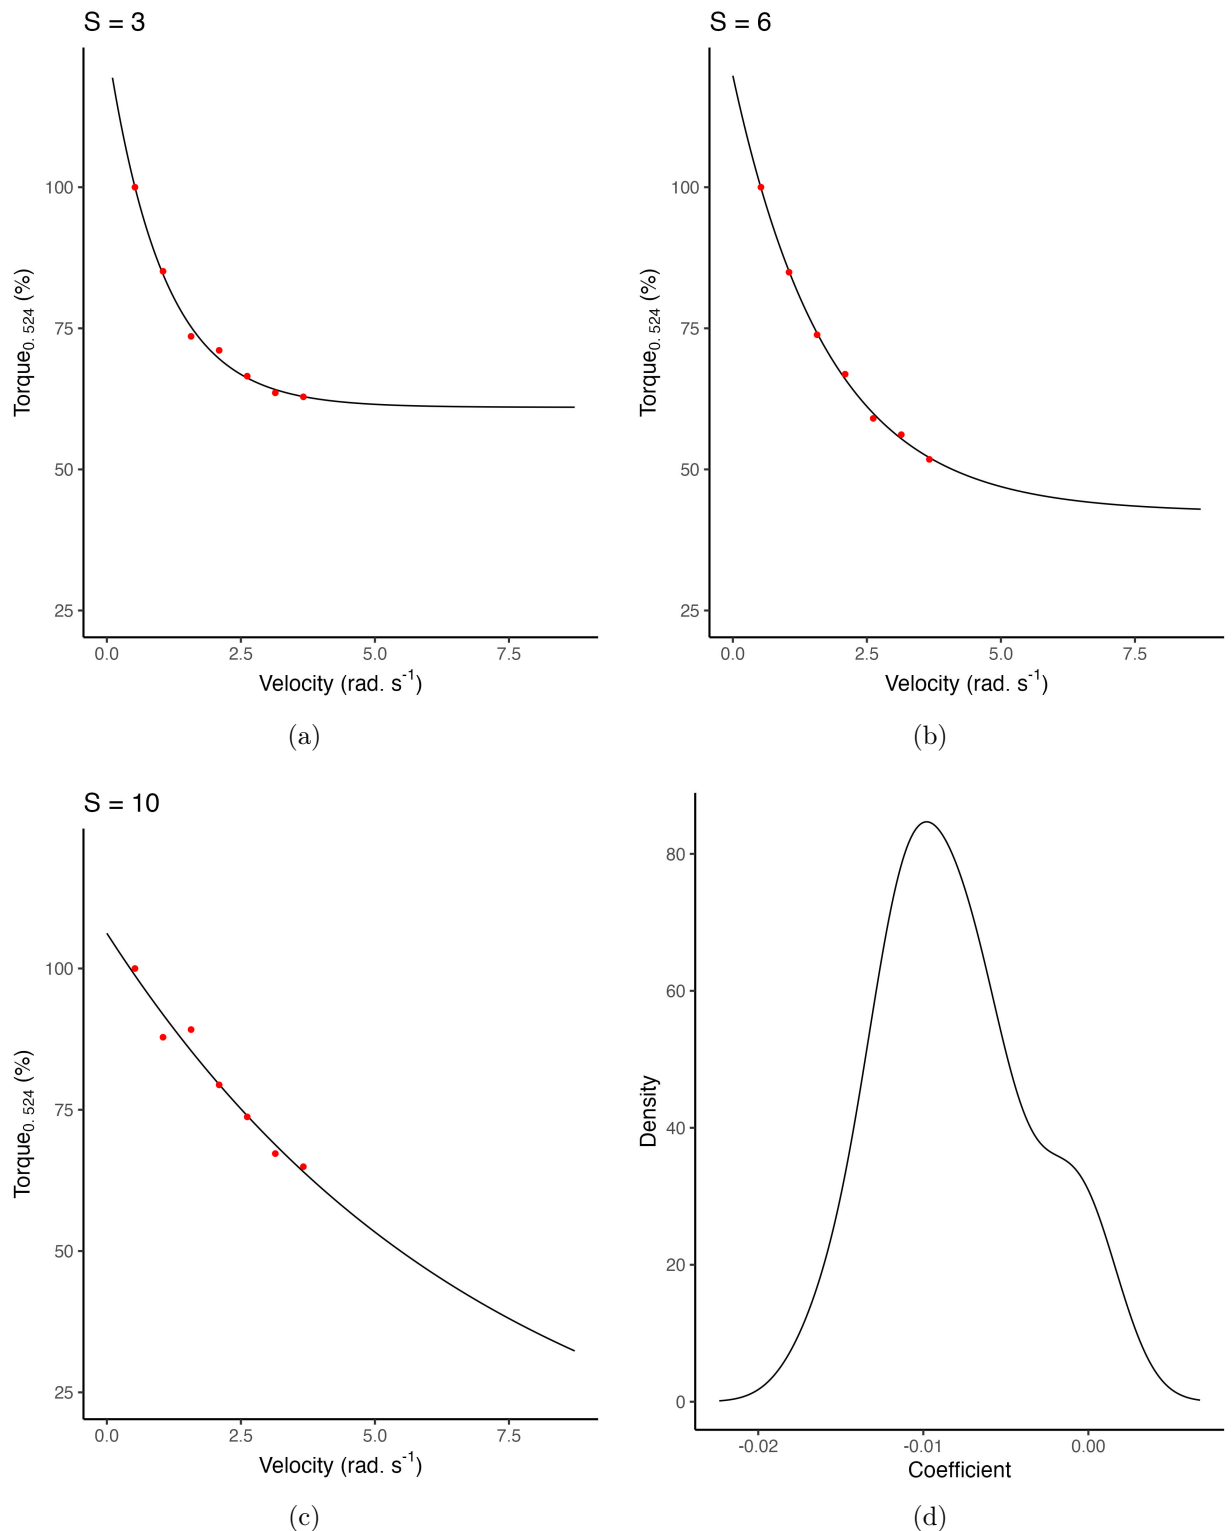 S = 3
100
75
50
25
Torque0. 524 (%)
0.0 2.5 5.0 7.5
Velocity (rad. s-1)
(a)
S = 6
100
75
50
25
Torque0. 524 (%)
0.0 2.5 5.0 7.5
Velocity (rad. s-1)
(b)
S = 10
100
75
50
25
Torque0. 524 (%)
0.0 2.5 5.0 7.5
Velocity (rad. s-1)
(c)
80
60
40
20
0
Density
-0.02 -0.01 0.00
Coefficient
(d)